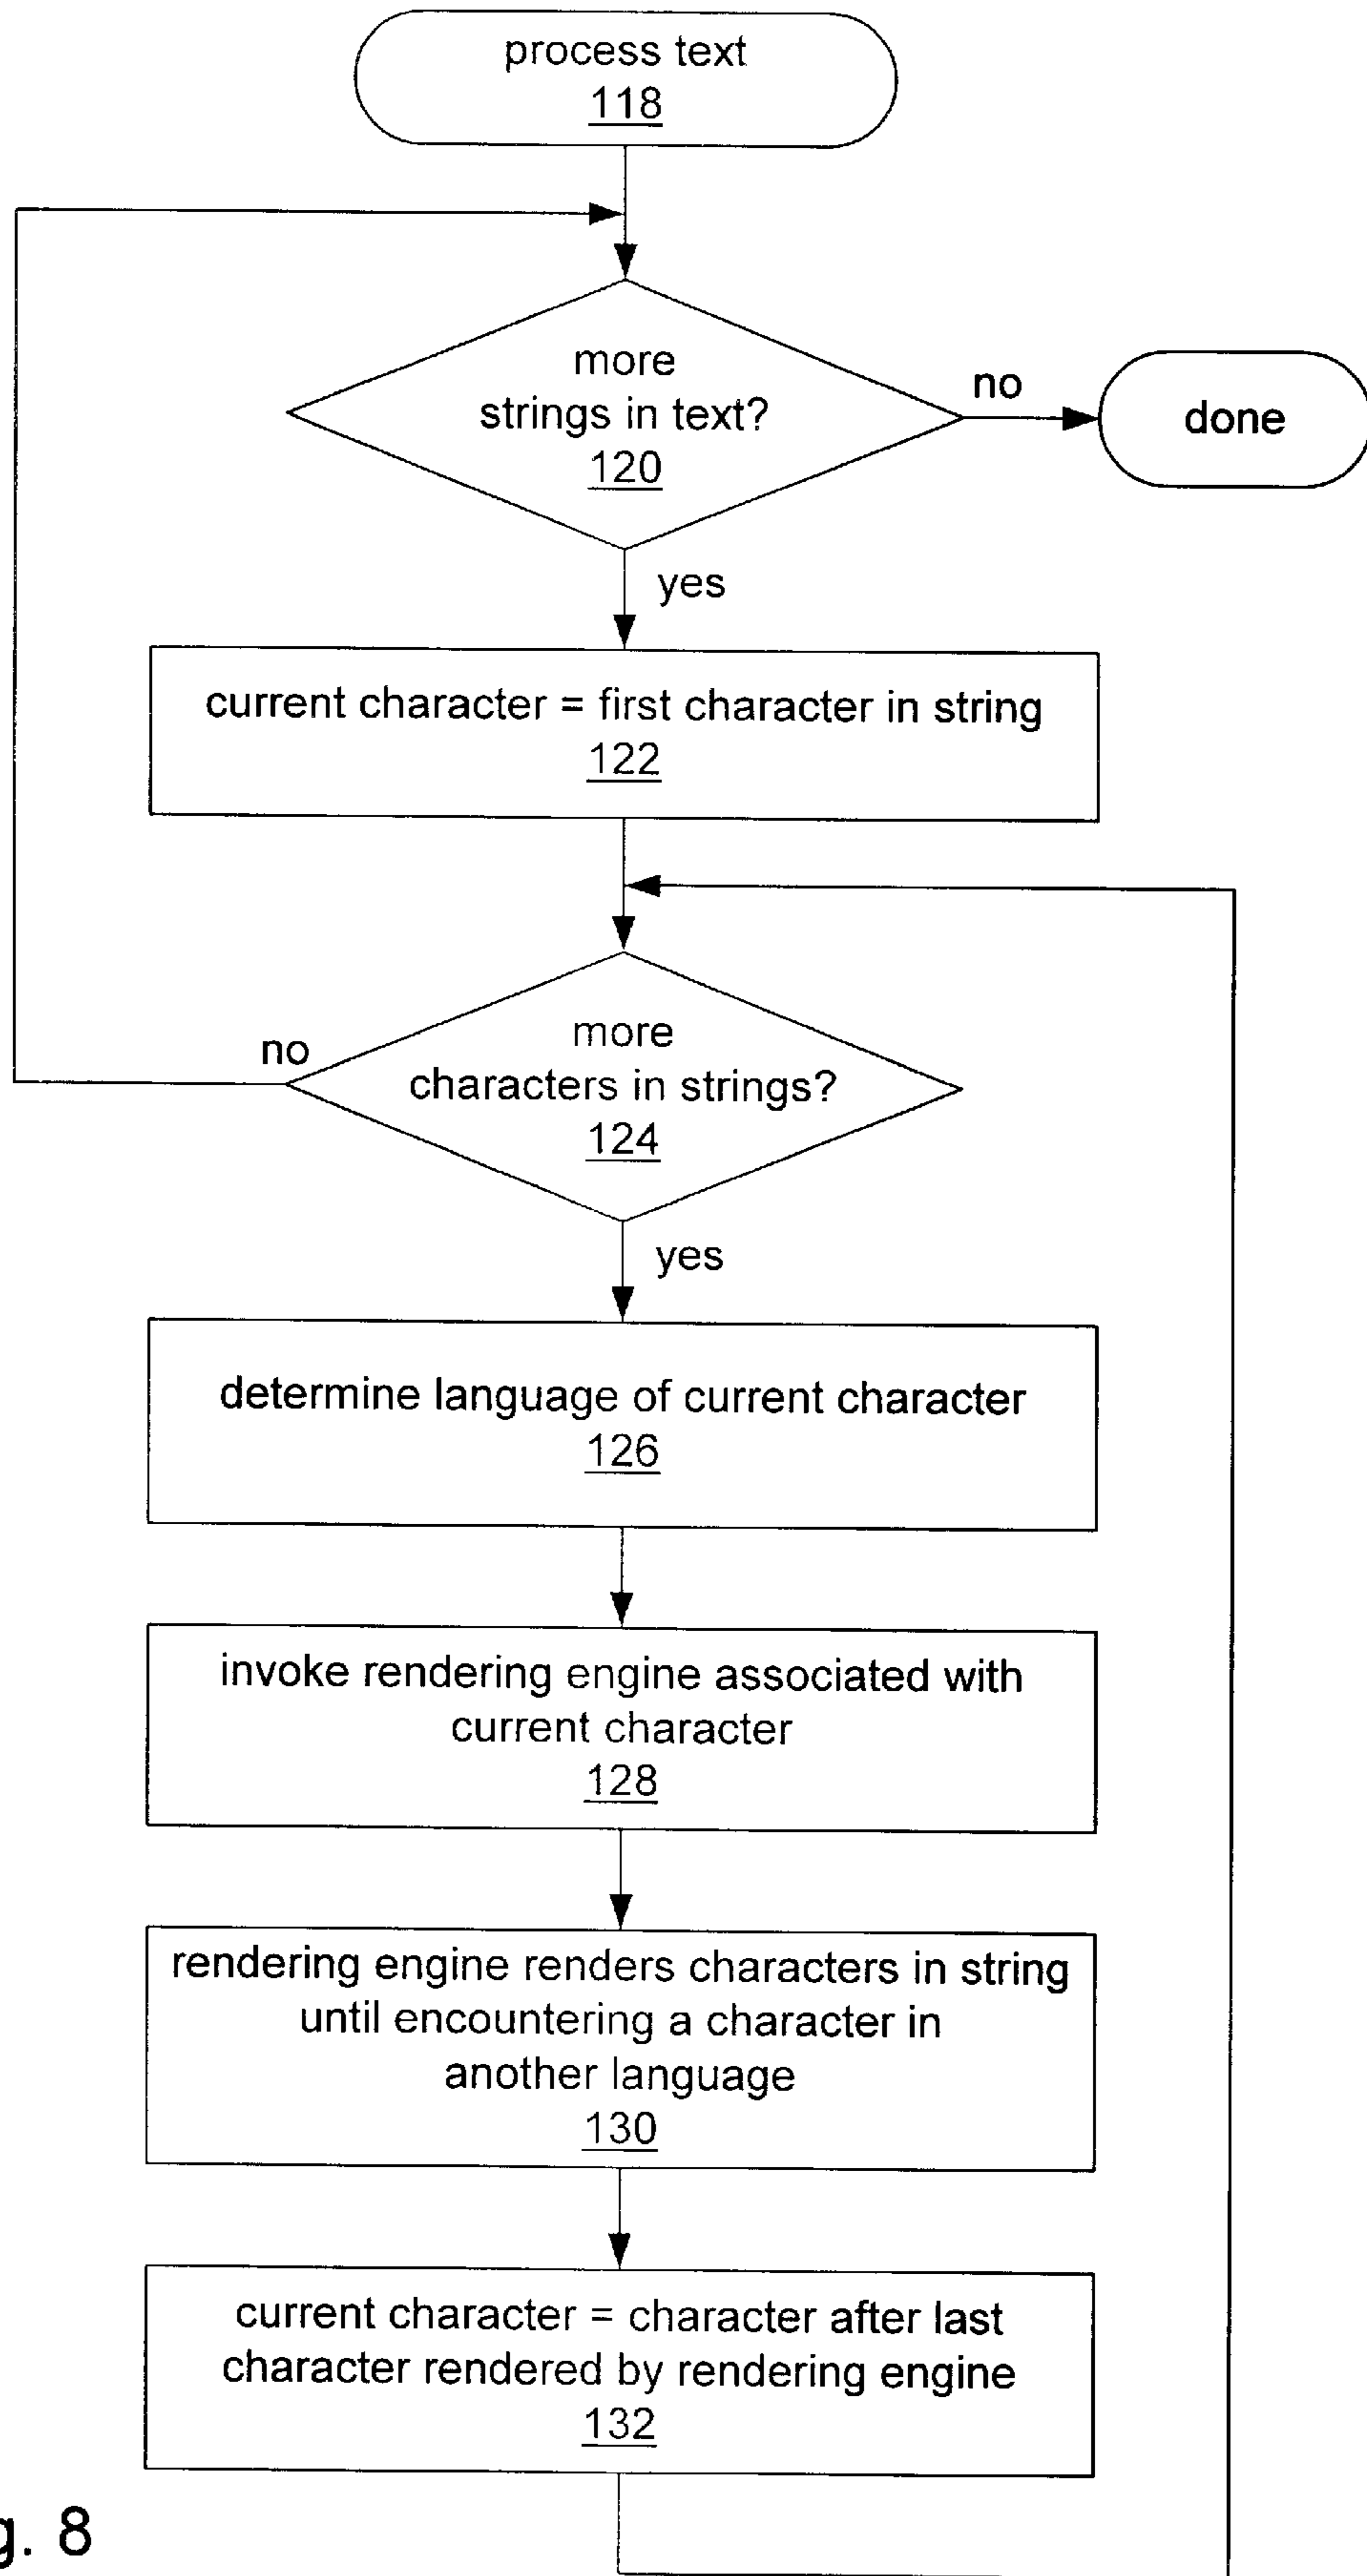 process text
118
more
strings in text?
120
no
done
yes
current character = first character in string
122
no
more
characters in strings?
124
yes
determine language of current character
126
invoke rendering engine associated with
current character
128
rendering engine renders characters in string
until encountering a character in
another language
130
current character = character after last
character rendered by rendering engine
132
g. 8